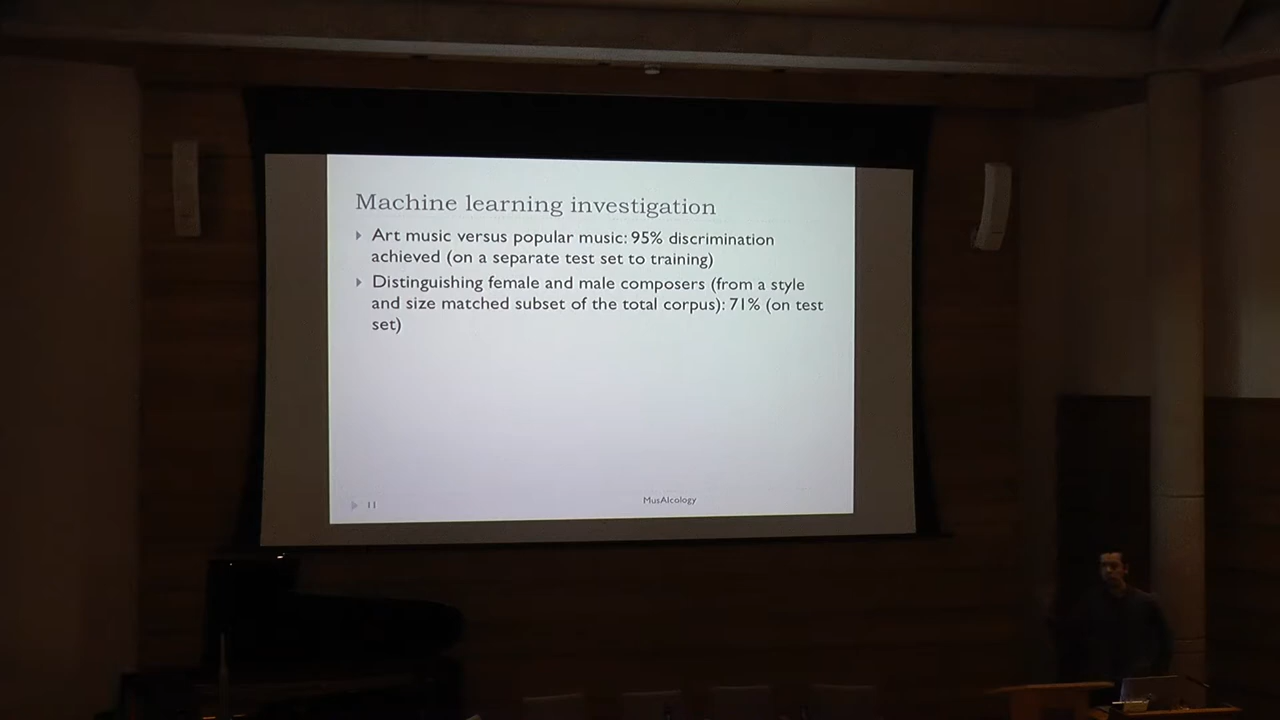 Machine learning investigation
Art music versus popular music: 95% discrimination
achieved (on a separate test set to training)
Distinguishing female and male composers (from a style
and size matched subset of the total corpus): 71% (on test
set)
11
MusAIcology